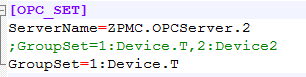 [OPC_SET]
ServerName=ZPMC.OPCServer.2
;GroupSet=1:Device.T,2:Device2
GroupSet=1:Device.T